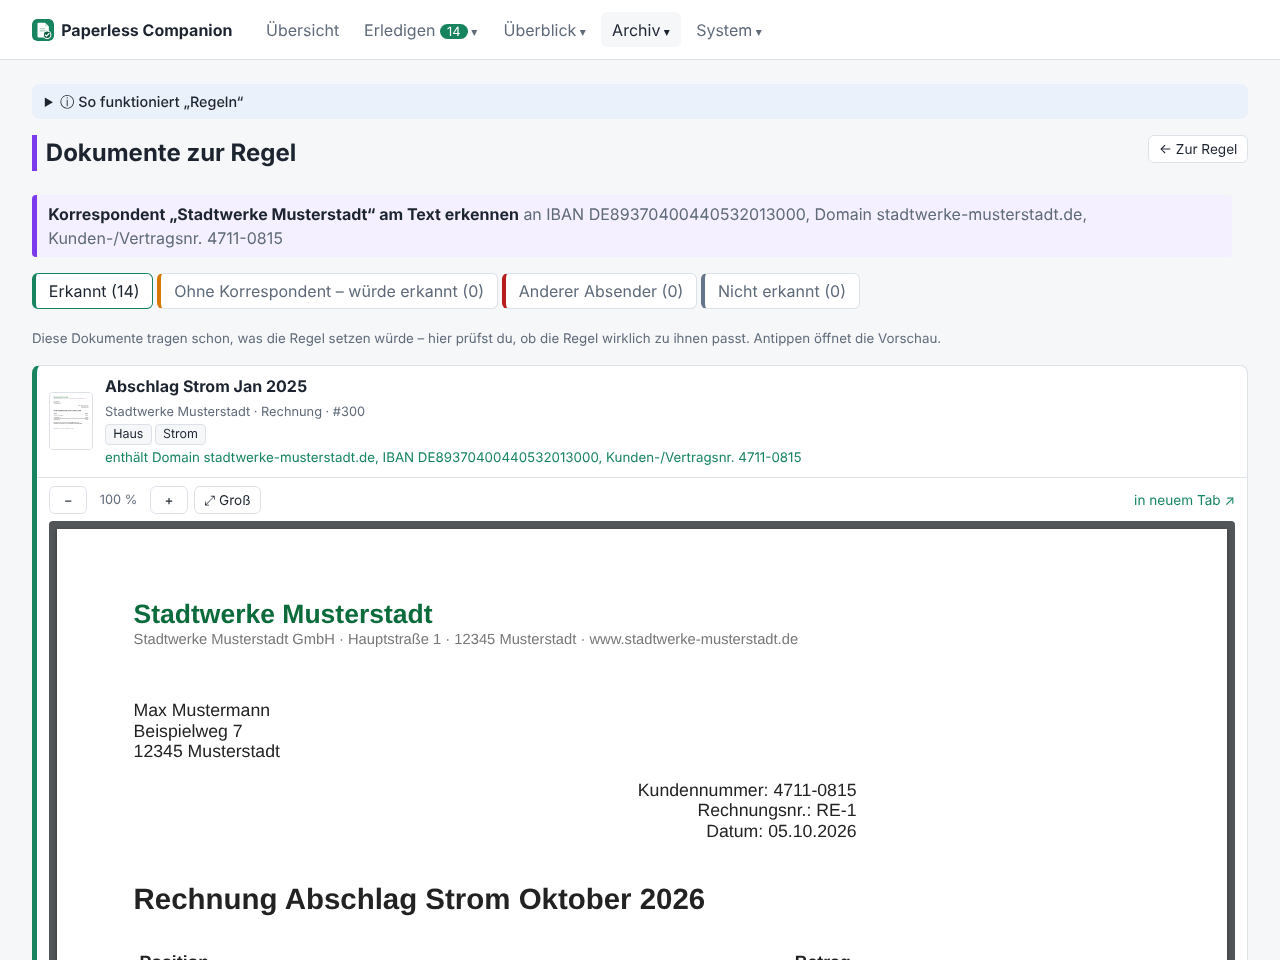 Paperless Companion
Übersicht
Erledigen 14 ▾
Überblick ▾
Archiv ▾
System ▾
▶ ⓘ So funktioniert „Regeln“
Dokumente zur Regel
← Zur Regel
Korrespondent „Stadtwerke Musterstadt“ am Text erkennen an IBAN DE89370400440532013000, Domain stadtwerke-musterstadt.de,
Kunden-/Vertragsnr. 4711-0815
Erkannt (14)
Ohne Korrespondent – würde erkannt (0)
Anderer Absender (0)
Nicht erkannt (0)
Diese Dokumente tragen schon, was die Regel setzen würde – hier prüfst du, ob die Regel wirklich zu ihnen passt. Antippen öffnet die Vorschau.
Abschlag Strom Jan 2025
Stadtwerke Musterstadt · Rechnung · #300
Haus
Strom
enthält Domain stadtwerke-musterstadt.de, IBAN DE89370400440532013000, Kunden-/Vertragsnr. 4711-0815
− 100 % + ⤢ Groß
in neuem Tab ↗
Stadtwerke Musterstadt
Stadtwerke Musterstadt GmbH · Hauptstraße 1 · 12345 Musterstadt · www.stadtwerke-musterstadt.de
Max Mustermann
Beispielweg 7
12345 Musterstadt
Kundennummer: 4711-0815
Rechnungsnr.: RE-1
Datum: 05.10.2026
Rechnung Abschlag Strom Oktober 2026
Position
Betrag